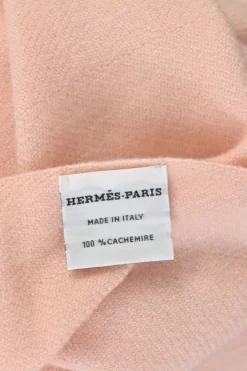 HERMÈS-PARIS
MADE IN ITALY
100 % CACHEMIRE